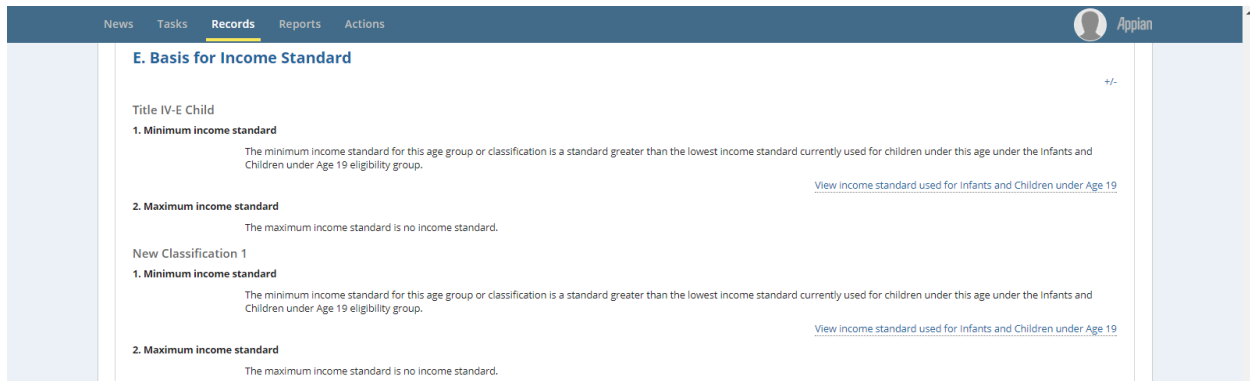 News Tasks Records Reports Actions Appian
E. Basis for Income Standard
+/-
Title IV-E Child
1. Minimum income standard
The minimum income standard for this age group or classification is a standard greater than the lowest income standard currently used for children under this age under the Infants and
Children under Age 19 eligibility group.
View income standard used for Infants and Children under Age 19
2. Maximum income standard
The maximum income standard is no income standard.
New Classification 1
1. Minimum income standard
The minimum income standard for this age group or classification is a standard greater than the lowest income standard currently used for children under this age under the Infants and
Children under Age 19 eligibility group.
View income standard used for Infants and Children under Age 19
2. Maximum income standard
The maximum income standard is no income standard.